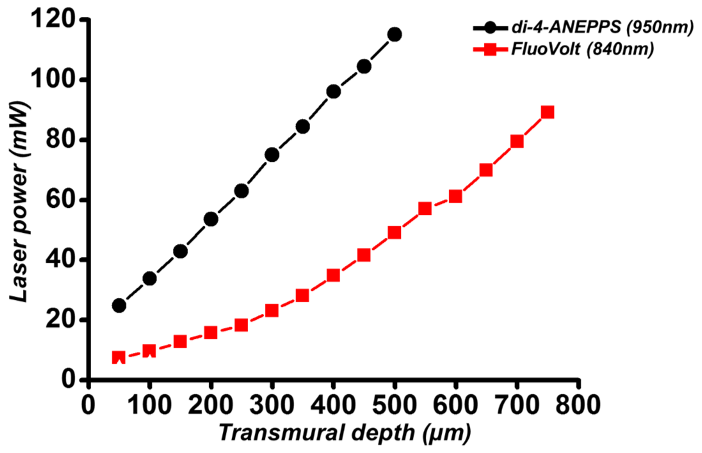 120
100
80
60
40
20
0
Laser power (mW)
di-4-ANEPPS (950nm)
FluoVolt (840nm)
0 100 200 300 400 500 600 700 800
Transmural depth (μm)